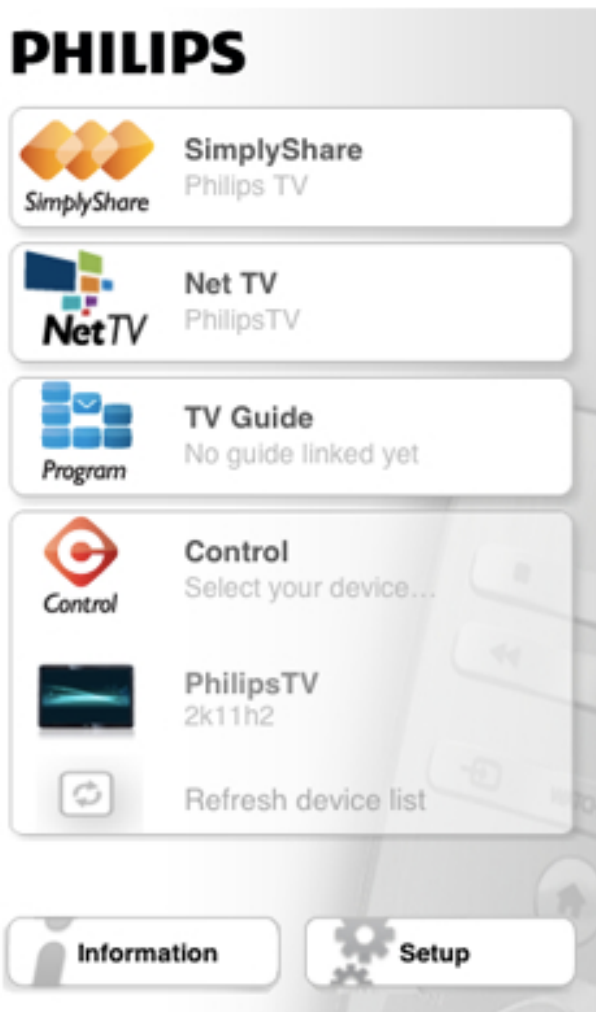 PHILIPS
SimplyShare
Philips TV
SimplyShare
Net TV
PhilipsTV
NetTV
TV Guide
No guide linked yet
Program
Control
Select your device...
Control
PhilipsTV
2k11h2
Refresh device list
Information
Setup